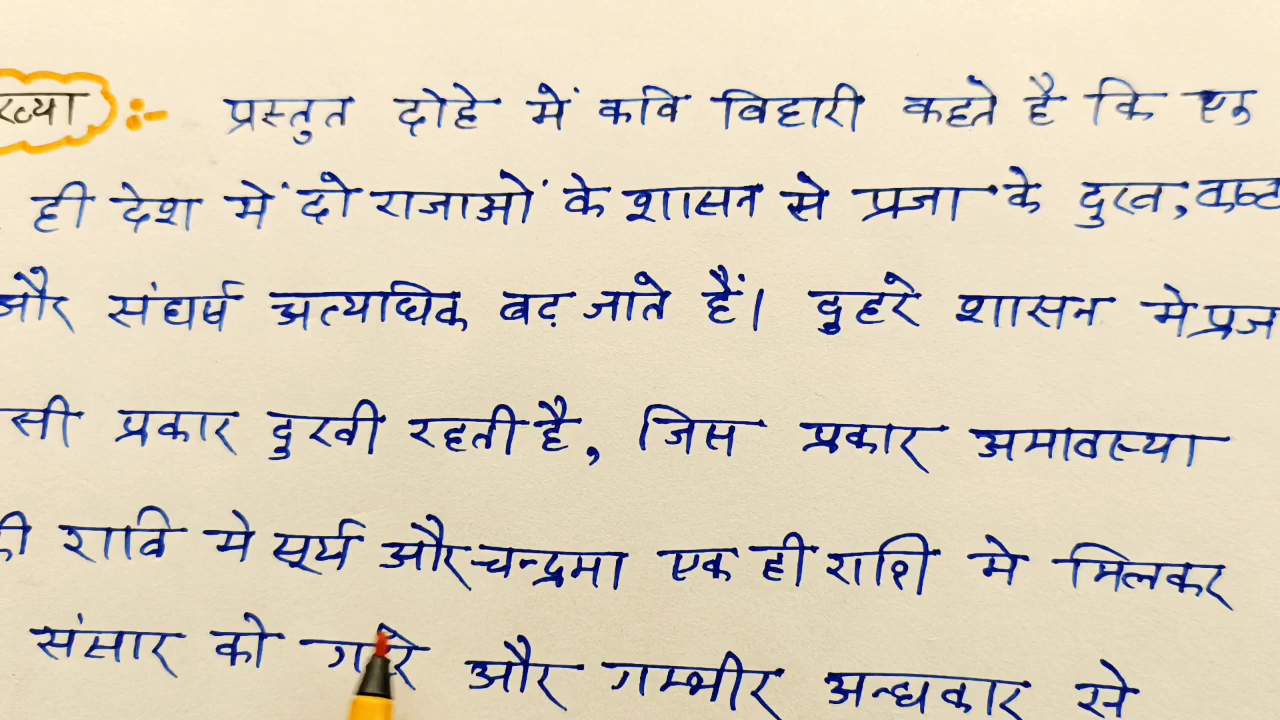 ख्या :- प्रस्तुत दोहे में कवि विहारी कहते है कि एक
ही देश में दो राजाओं के शासन से प्रजा के दुख, कष्ट
और संघर्ष अत्याधिक बढ़ जाते हैं। दुहरे शासन मे प्रज
सी प्रकार दुखी रहती है, जिस प्रकार अमावस्या
की रात्रि मे सूर्य और चन्द्रमा एक ही राशि मे मिलकर
संसार को और गम्भीर अन्धकार से